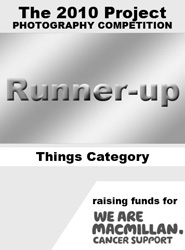 The 2010 Project
PHOTOGRAPHY COMPETITION
Runner-up
Things Category
raising funds for
WE ARE
MACMILLAN.
CANCER SUPPORT